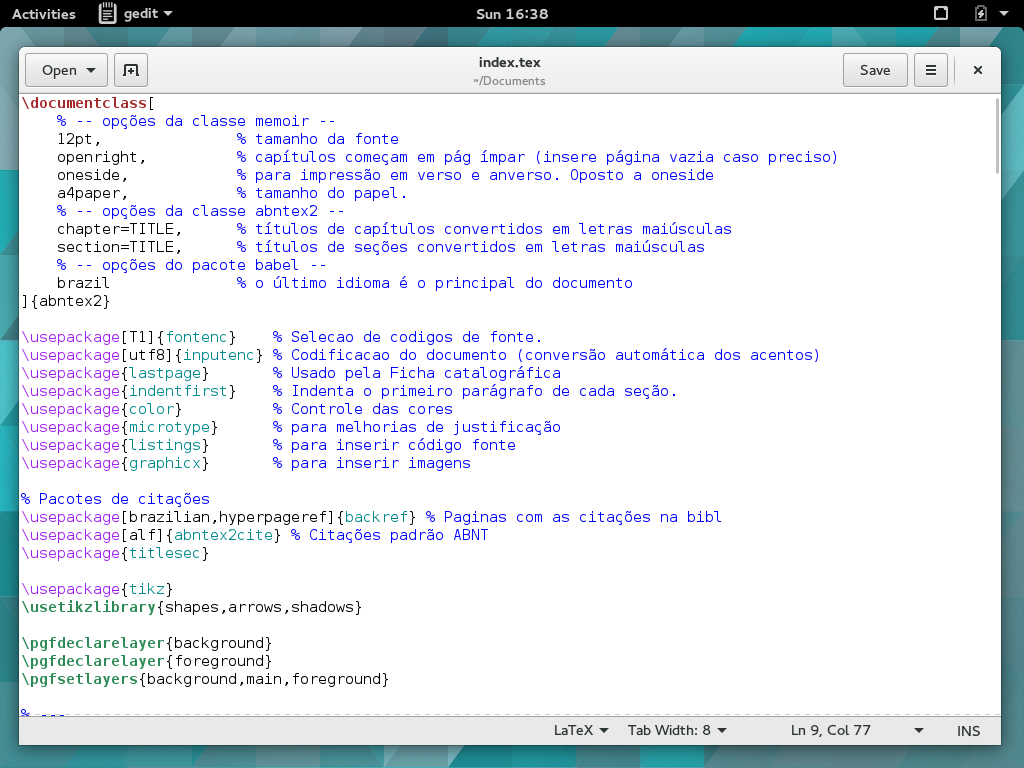 Activities gedit Sun 16:38
Open index.tex Save
~/Documents
\documentclass[
    % -- opções da classe memoir --
    12pt,               % tamanho da fonte
    openright,          % capítulos começam em pág ímpar (insere página vazia caso preciso)
    oneside,            % para impressão em verso e anverso. Oposto a oneside
    a4paper,            % tamanho do papel.
    % -- opções da classe abntex2 --
    chapter=TITLE,      % títulos de capítulos convertidos em letras maiúsculas
    section=TITLE,      % títulos de seções convertidos em letras maiúsculas
    % -- opções do pacote babel --
    brazil              % o último idioma é o principal do documento
]{abntex2}

\usepackage[T1]{fontenc}    % Selecao de codigos de fonte.
\usepackage[utf8]{inputenc} % Codificacao do documento (conversão automática dos acentos)
\usepackage{lastpage}       % Usado pela Ficha catalográfica
\usepackage{indentfirst}    % Indenta o primeiro parágrafo de cada seção.
\usepackage{color}          % Controle das cores
\usepackage{microtype}      % para melhorias de justificação
\usepackage{listings}       % para inserir código fonte
\usepackage{graphicx}       % para inserir imagens

% Pacotes de citações
\usepackage[brazilian,hyperpageref]{backref} % Paginas com as citações na bibl
\usepackage[alf]{abntex2cite} % Citações padrão ABNT
\usepackage{titlesec}

\usepackage{tikz}
\usetikzlibrary{shapes,arrows,shadows}

\pgfdeclarelayer{background}
\pgfdeclarelayer{foreground}
\pgfsetlayers{background,main,foreground}

% ---
LaTeX Tab Width: 8 Ln 9, Col 77 INS